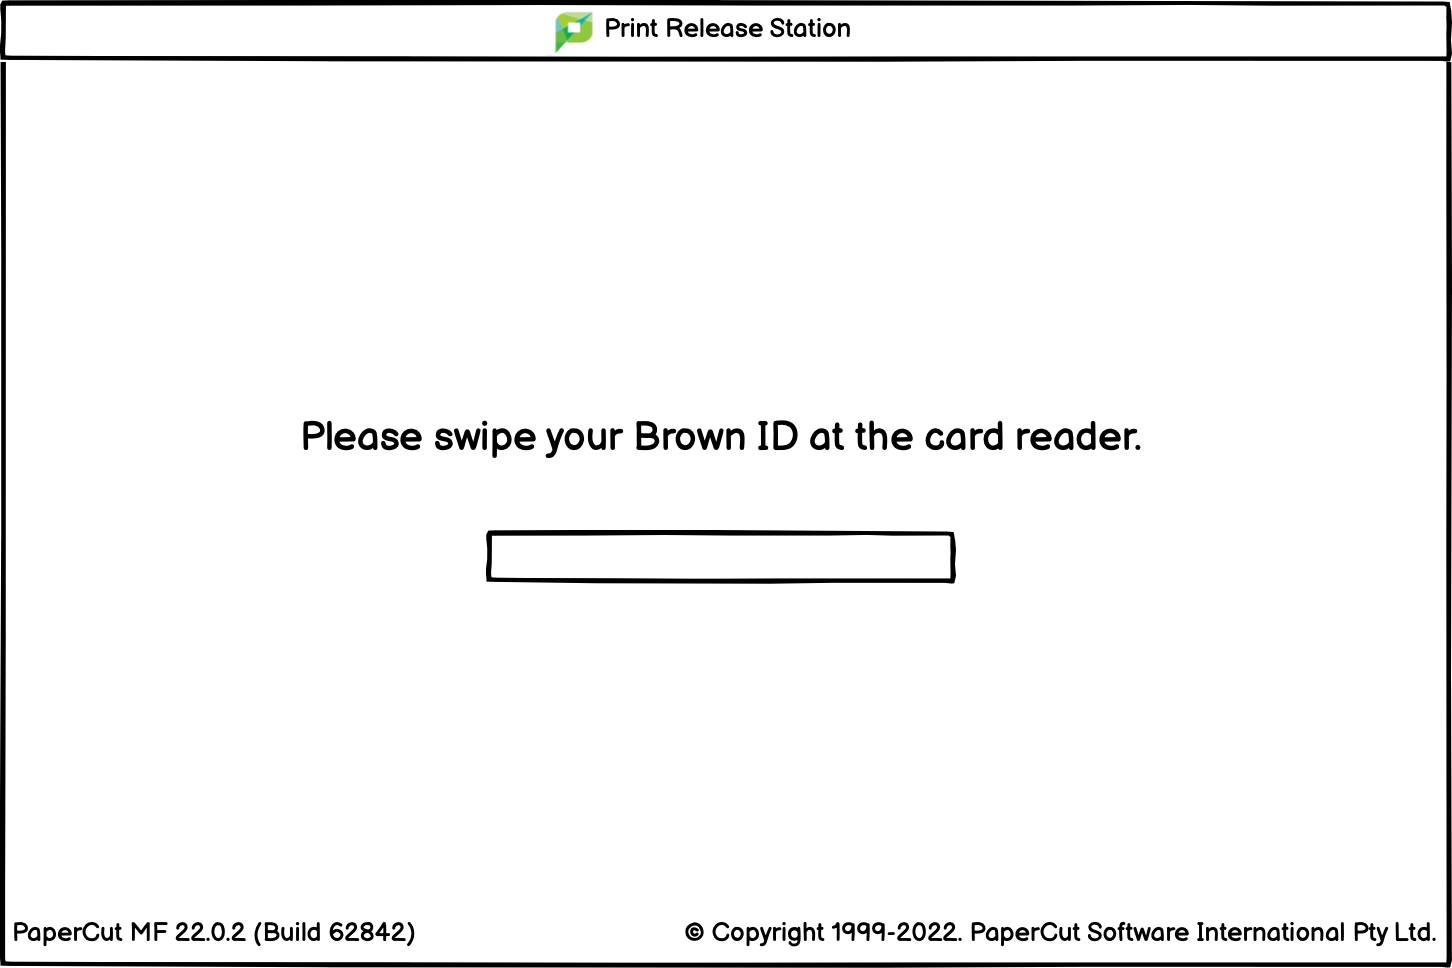 Print Release Station
Please swipe your Brown ID at the card reader.
PaperCut MF 22.0.2 (Build 62842)
© Copyright 1999-2022. PaperCut Software International Pty Ltd.